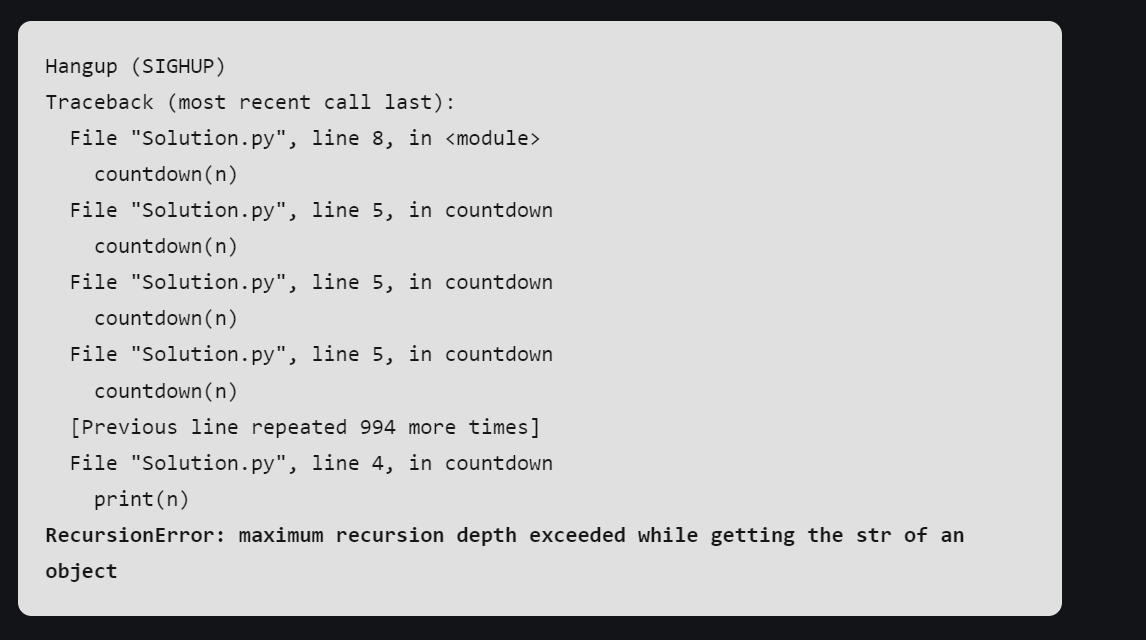 Hangup (SIGHUP)
Traceback (most recent call last):
  File "Solution.py", line 8, in <module>
    countdown(n)
  File "Solution.py", line 5, in countdown
    countdown(n)
  File "Solution.py", line 5, in countdown
    countdown(n)
  File "Solution.py", line 5, in countdown
    countdown(n)
  [Previous line repeated 994 more times]
  File "Solution.py", line 4, in countdown
    print(n)
RecursionError: maximum recursion depth exceeded while getting the str of an
object